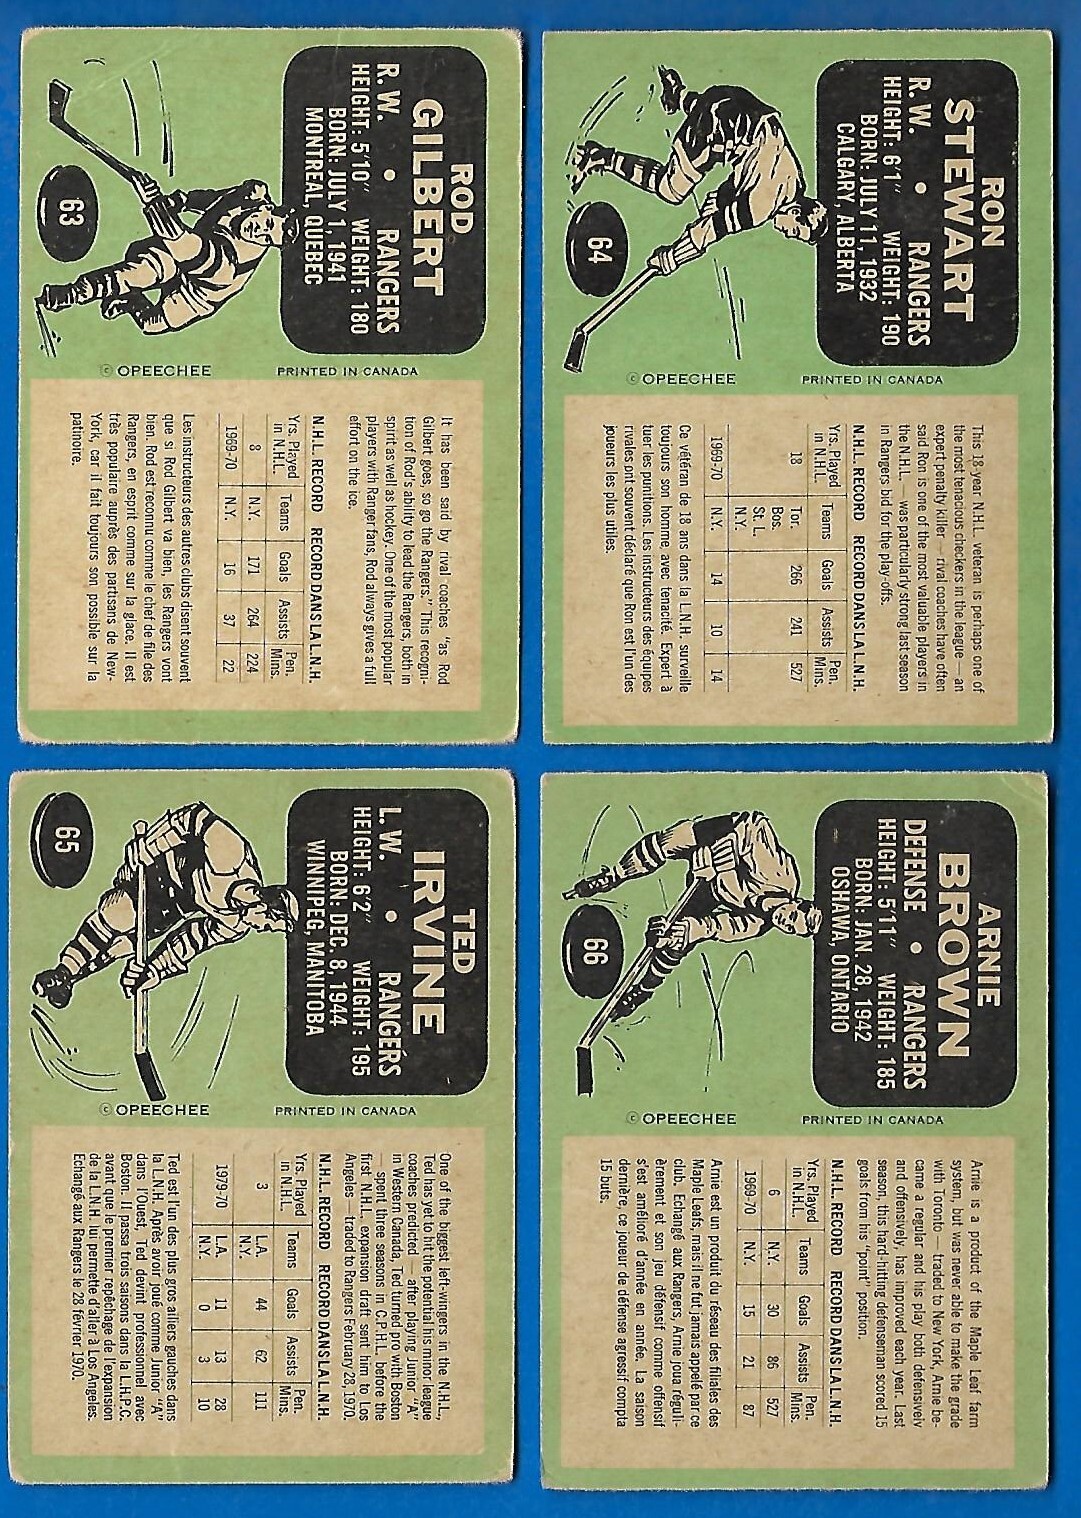 ROD
GILBERT
R. W. • RANGERS
HEIGHT: 5'10" WEIGHT: 180
BORN: JULY 1, 1941
MONTREAL, QUEBEC
63
© OPEECHEE PRINTED IN CANADA
It has been said by rival coaches "as Rod
Gilbert goes, so go the Rangers." This recogni-
tion of Rod's ability to lead the Rangers, both in
spirit as well as hockey. One of the most popular
players with Ranger fans, Rod always gives a full
effort on the ice.
N.H.L. RECORD RECORD DANS LA L.N.H.
Yrs. Played in N.H.L. Teams Goals Assists Pen. Mins.
8 N.Y. 171 264 224
1969-70 N.Y. 16 37 22
Les instructeurs des autres clubs disent souvent
que si Rod Gilbert va bien, les Rangers vont
bien. Rod est reconnu comme le chef de file des
Rangers, en esprit comme sur la glace. Il est
très populaire auprès des partisans de New-
York, car il fait toujours son possible sur la
patinoire.
RON
STEWART
R. W. • RANGERS
HEIGHT: 6'1" WEIGHT: 190
BORN: JULY 11, 1932
CALGARY, ALBERTA
64
© OPEECHEE PRINTED IN CANADA
This 18-year N.H.L. veteran is perhaps one of
the most tenacious checkers in the league — an
expert penalty killer — rival coaches have often
said Ron is one of the most valuable players in
the N.H.L. — was particularly strong last season
in Rangers bid for the play-offs.
N.H.L. RECORD RECORD DANS LA L.N.H.
Yrs. Played in N.H.L. Teams Goals Assists Pen. Mins.
18 Tor. 266 241 527
Bos.
St. L.
N.Y.
1969-70 N.Y. 14 10 14
Ce vétéran de 18 ans dans la L.N.H. surveille
toujours son homme avec tenacité. Expert à
tuer les punitions. Les instructeurs des équipes
rivales ont souvent déclaré que Ron est l'un des
joueurs les plus utiles.
TED
IRVINE
L. W. • RANGERS
HEIGHT: 6'2" WEIGHT: 195
BORN: DEC. 8, 1944
WINNIPEG, MANITOBA
65
© OPEECHEE PRINTED IN CANADA
One of the biggest left-wingers in the N.H.L.,
Ted has yet to hit the potential his minor league
coaches predicted — after playing Junior "A"
in Western Canada, Ted turned pro with Boston
— spent three seasons in C.P.H.L. before the
first N.H.L. expansion draft sent him to Los
Angeles — traded to Rangers February 28, 1970.
N.H.L. RECORD RECORD DANS LA L.N.H.
Yrs. Played in N.H.L. Teams Goals Assists Pen. Mins.
3 L.A. 44 62 111
N.Y.
1979-70 L.A. 11 13 28
N.Y. 0 3 10
Ted est l'un des plus gros ailiers gauches dans
la L.N.H. Après avoir joué comme Junior "A"
dans l'Ouest, Ted devint professionnel avec
Boston. Il passa trois saisons dans la L.H.P.C.
avant que le premier repêchage de l'expansion
de la L.N.H. lui permette d'aller à Los Angeles.
Echangé aux Rangers le 28 février 1970.
ARNIE
BROWN
DEFENSE • RANGERS
HEIGHT: 5'11" WEIGHT: 185
BORN: JAN. 28, 1942
OSHAWA, ONTARIO
66
© OPEECHEE PRINTED IN CANADA
Arnie is a product of the Maple Leaf farm
system, but was never able to make the grade
with Toronto — traded to New York, Arnie be-
came a regular and his play both defensively
and offensively, has improved each year. Last
season, this hard-hitting defenseman scored 15
goals from his "point" position.
N.H.L. RECORD RECORD DANS LA L.N.H.
Yrs. Played in N.H.L. Teams Goals Assists Pen. Mins.
6 N.Y. 30 86 527
1969-70 N.Y. 15 21 87
Arnie est un produit du réseau des filiales des
Maple Leafs, mais il ne fut jamais appelé par ce
club. Echangé aux Rangers, Arnie joua réguli-
èrement et son jeu défensif comme offensif
s'est amélioré d'année en année. La saison
dernière, ce joueur de défense agressif compta
15 buts.